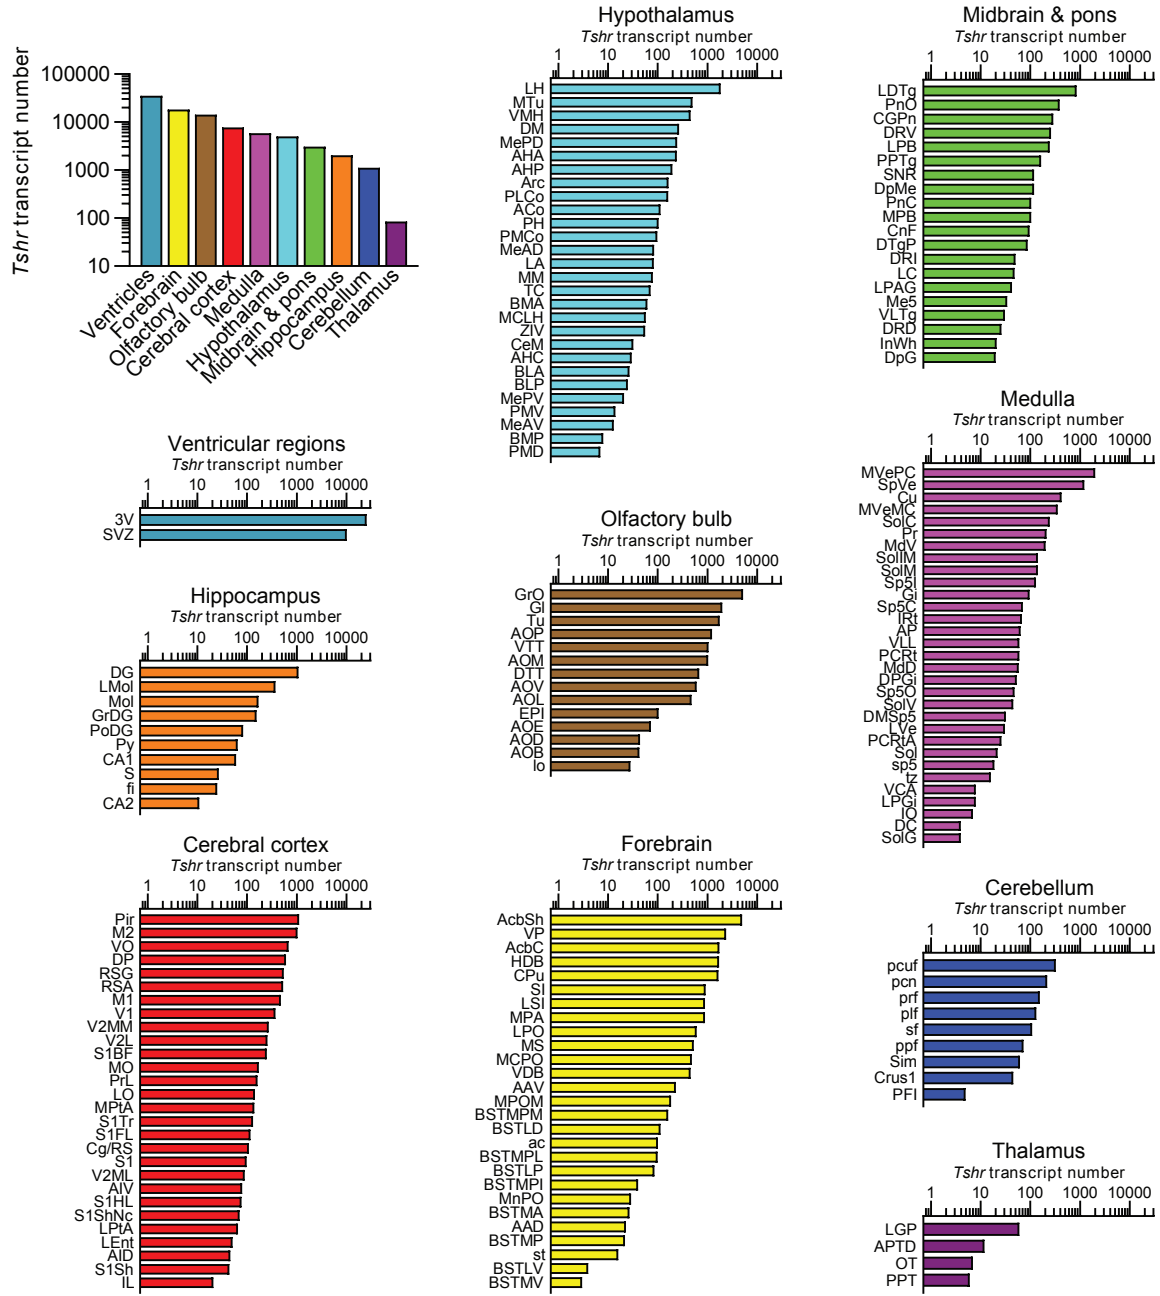 Tshr transcript number
100000
10000
1000
100
10
Ventricles
Forebrain
Olfactory bulb
Cerebral cortex
Medulla
Hypothalamus
Midbrain & pons
Hippocampus
Cerebellum
Thalamus
Ventricular regions
Tshr transcript number
1 10 100 1000 10000
3V
SVZ
Hippocampus
Tshr transcript number
1 10 100 1000 10000
DG
LMol
Mol
GrDG
PoDG
Py
CA1
S
fi
CA2
Cerebral cortex
Tshr transcript number
1 10 100 1000 10000
Pir
M2
VO
DP
RSG
RSA
M1
V1
V2MM
V2L
S1BF
MO
PrL
LO
MPtA
S1Tr
S1FL
Cg/RS
S1
V2ML
AIV
S1HL
S1ShNc
LPtA
LEnt
AID
S1Sh
IL
Hypothalamus
Tshr transcript number
1 10 100 1000 10000
LH
MTu
VMH
DM
MePD
AHA
AHP
Arc
PLCo
ACo
PH
PMCo
MeAD
LA
MM
TC
BMA
MCLH
ZIV
CeM
AHC
BLA
BLP
MePV
PMV
MeAV
BMP
PMD
Olfactory bulb
Tshr transcript number
1 10 100 1000 10000
GrO
Gl
Tu
AOP
VTT
AOM
DTT
AOV
AOL
EPI
AOE
AOD
AOB
lo
Forebrain
Tshr transcript number
1 10 100 1000 10000
AcbSh
VP
AcbC
HDB
CPu
SI
LSI
MPA
LPO
MS
MCPO
VDB
AAV
MPOM
BSTMPM
BSTLD
ac
BSTMPL
BSTLP
BSTMPI
MnPO
BSTMA
AAD
BSTMP
st
BSTLV
BSTMV
Midbrain & pons
Tshr transcript number
1 10 100 1000 10000
LDTg
PnO
CGPn
DRV
LPB
PPTg
SNR
DpMe
PnC
MPB
CnF
DTgP
DRI
LC
LPAG
Me5
VLTg
DRD
InWh
DpG
Medulla
Tshr transcript number
1 10 100 1000 10000
MVePC
SpVe
Cu
MVeMC
SolC
Pr
MdV
SolIM
SolM
Sp5I
Gi
Sp5C
IRt
AP
VLL
PCRt
MdD
DPGi
Sp5O
SolV
DMSp5
LVe
PCRtA
Sol
sp5
tz
VCA
LPGi
IO
DC
SolG
Cerebellum
Tshr transcript number
1 10 100 1000 10000
pcuf
pcn
prf
plf
sf
ppf
Sim
Crus1
PFl
Thalamus
Tshr transcript number
1 10 100 1000 10000
LGP
APTD
OT
PPT